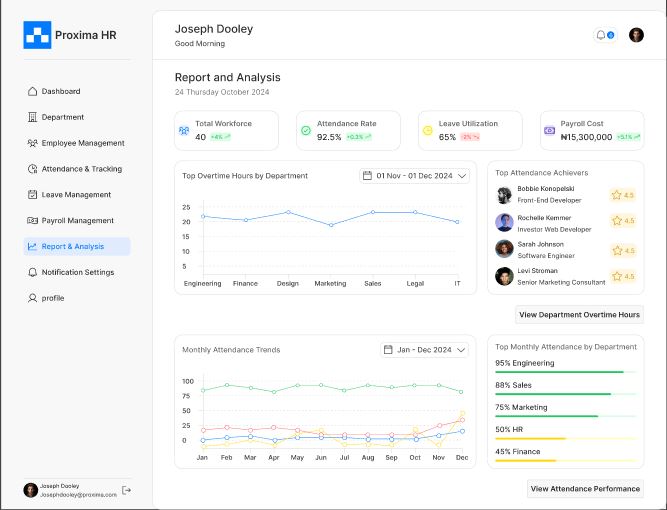 Proxima HR
Joseph Dooley
Good Morning
6
Report and Analysis
24 Thursday October 2024
Dashboard
Department
Employee Management
Attendance & Tracking
Leave Management
Payroll Management
Report & Analysis
Notification Settings
profile
Joseph Dooley
Josephdooley@proxima.com
Total Workforce
40 +4%
Attendance Rate
92.5% +0.3%
Leave Utilization
65% -2%
Payroll Cost
₦15,300,000 +5.1%
Top Overtime Hours by Department
01 Nov - 01 Dec 2024
25
20
15
10
5
Engineering Finance Design Marketing Sales Legal IT
Top Attendance Achievers
Bobbie Konopelski
Front-End Developer
4.5
Rochelle Kemmer
Investor Web Developer
4.5
Sarah Johnson
Software Engineer
4.5
Levi Stroman
Senior Marketing Consultant
4.5
View Department Overtime Hours
Monthly Attendance Trends
Jan - Dec 2024
100
75
50
25
0
Jan Feb Mar Apr May Jun Jul Aug Sep Oct Nov Dec
Top Monthly Attendance by Department
95% Engineering
88% Sales
75% Marketing
50% HR
45% Finance
View Attendance Performance